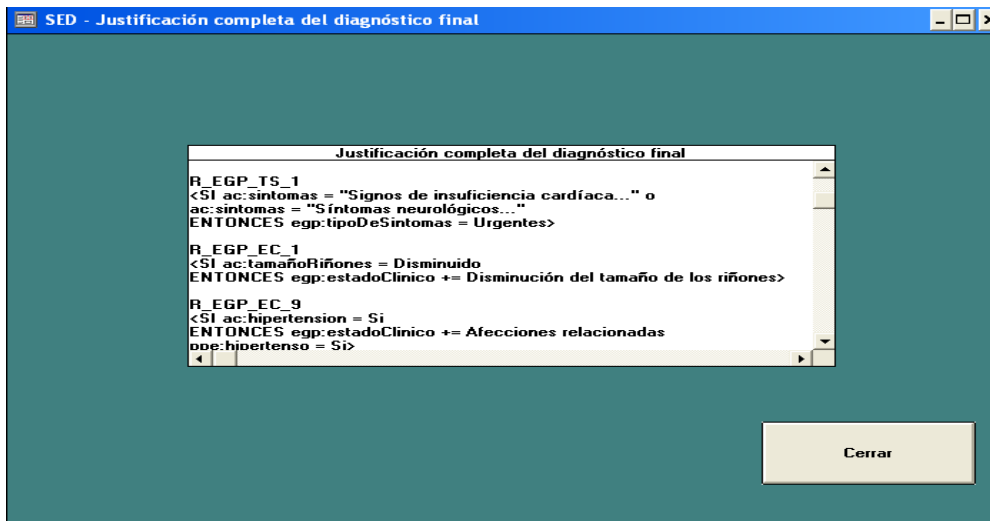 SED - Justificación completa del diagnóstico final
Justificación completa del diagnóstico final
R_EGP_TS_1
<SI ac:sintomas = "Signos de insuficiencia cardíaca..." o
ac:sintomas = "Síntomas neurológicos..."
ENTONCES egp:tipoDeSintomas = Urgentes>
R_EGP_EC_1
<SI ac:tamañoRiñones = Disminuido
ENTONCES egp:estadoClinico += Disminución del tamaño de los riñones>
R_EGP_EC_9
<SI ac:hipertension = Si
ENTONCES egp:estadoClinico += Afecciones relacionadas
ppe:hipertenso = Si>
Cerrar